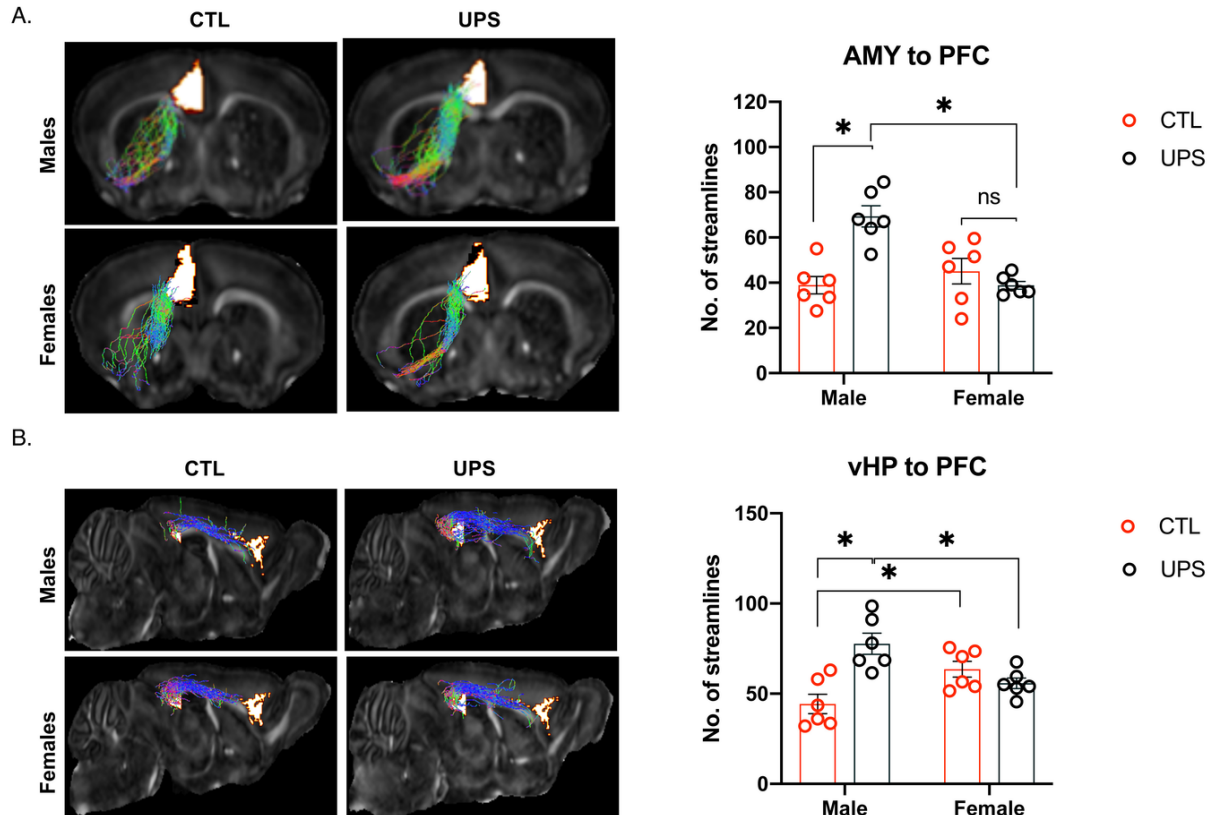 A.
CTL
UPS
Males
Females
AMY to PFC
No. of streamlines
120
100
80
60
40
20
0
*
*
ns
Male
Female
CTL
UPS
B.
CTL
UPS
Males
Females
vHP to PFC
No. of streamlines
150
100
50
0
*
*
*
Male
Female
CTL
UPS